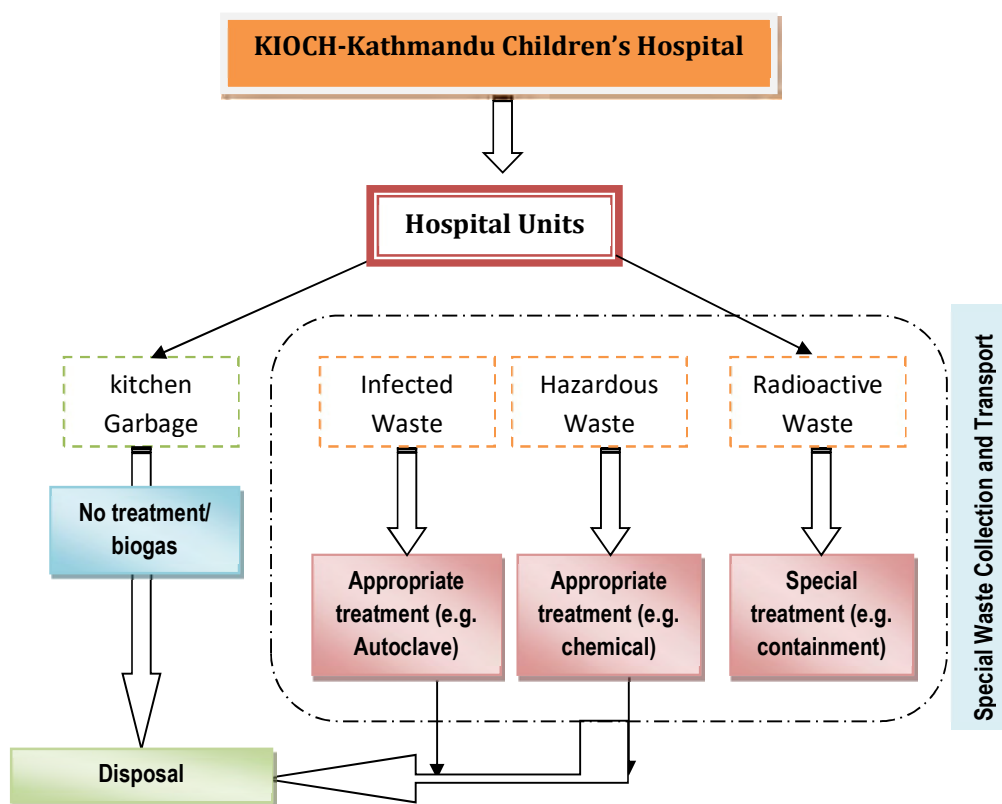 KIOCH-Kathmandu Children’s Hospital
Hospital Units
kitchen
Garbage
Infected
Waste
Hazardous
Waste
Radioactive
Waste
No treatment/
biogas
Appropriate
treatment (e.g.
Autoclave)
Appropriate
treatment (e.g.
chemical)
Special
treatment (e.g.
containment)
Disposal
Special Waste Collection and Transport